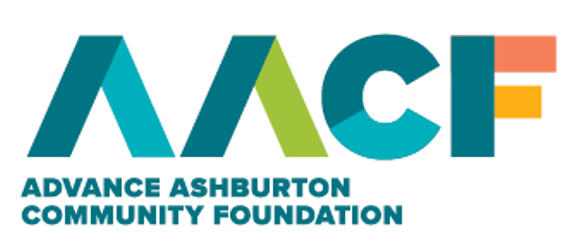 AACF
ADVANCE ASHBURTON
COMMUNITY FOUNDATION